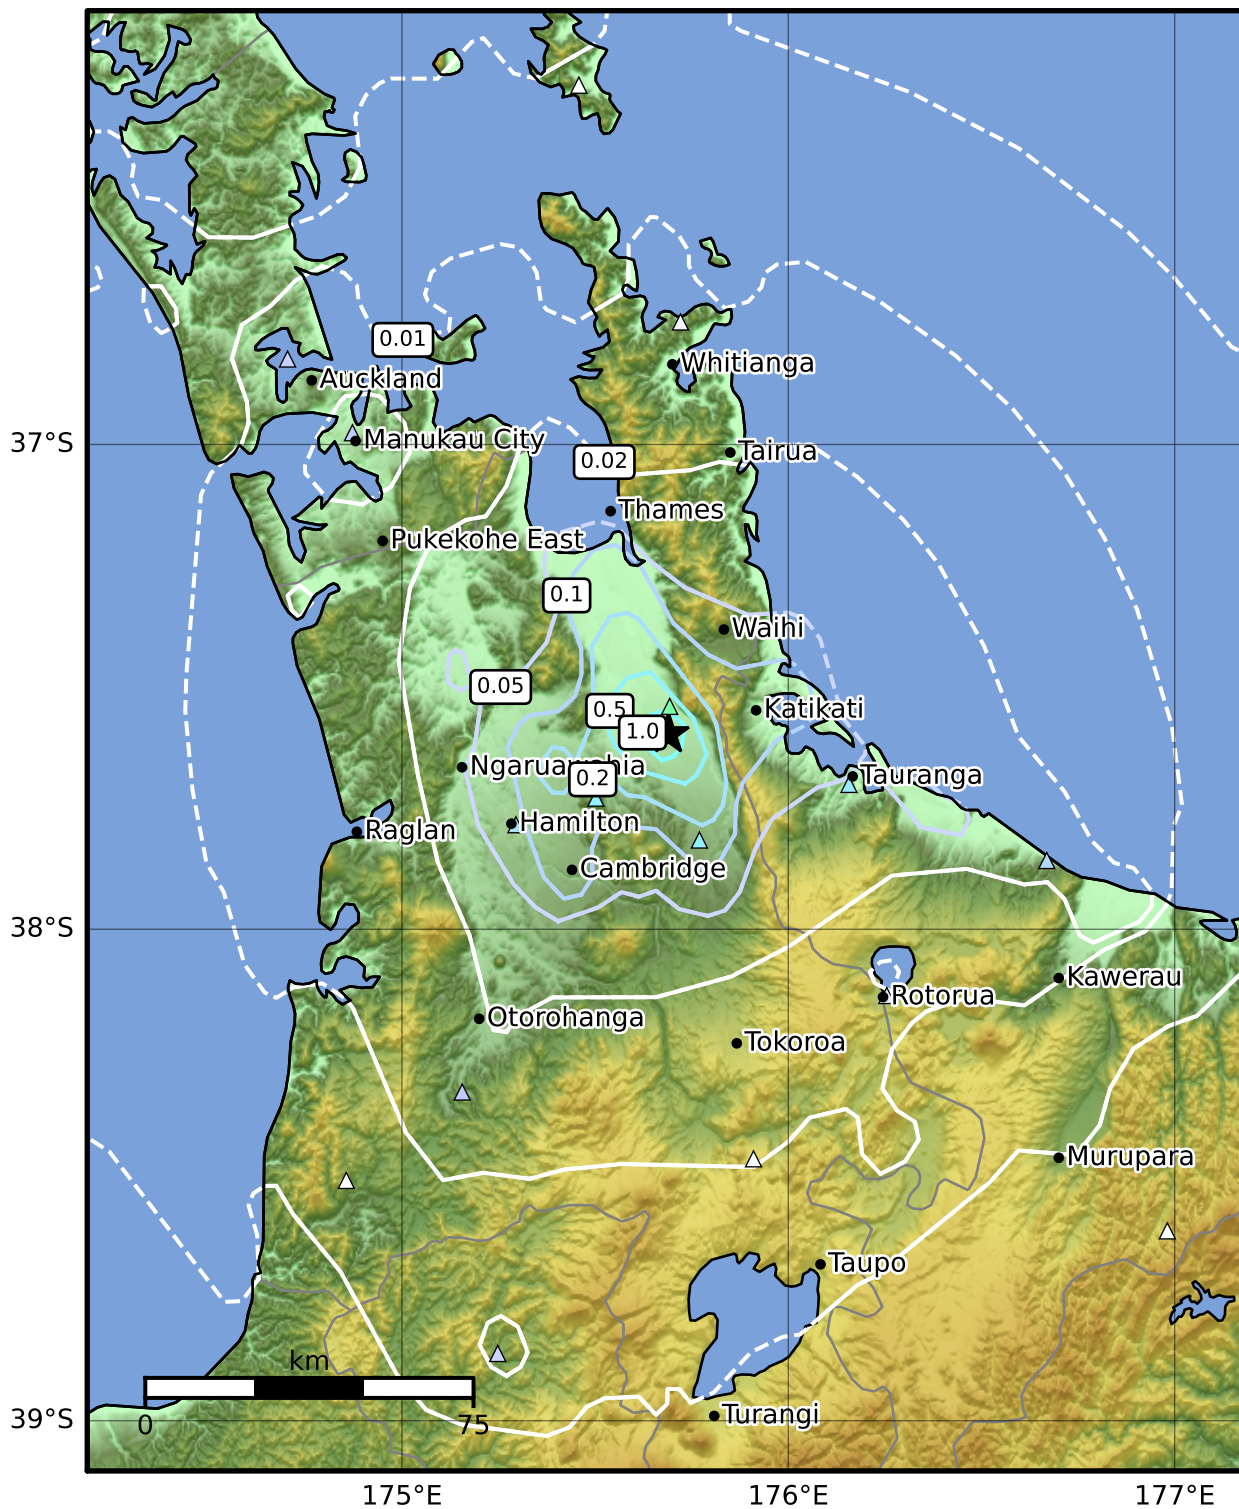 0.01
Whitianga
Auckland
37°S
Manukau City
Tairua
0.02
Thames
Pukekohe East
0.1
Waihi
0.05
0.5
Katikati
1.0
Ngaruawahia
0.2
Tauranga
Raglan
Hamilton
Cambridge
38°S
Kawerau
Rotorua
Otorohanga
Tokoroa
Murupara
Taupo
km
0
75
Turangi
39°S
175°E
176°E
177°E